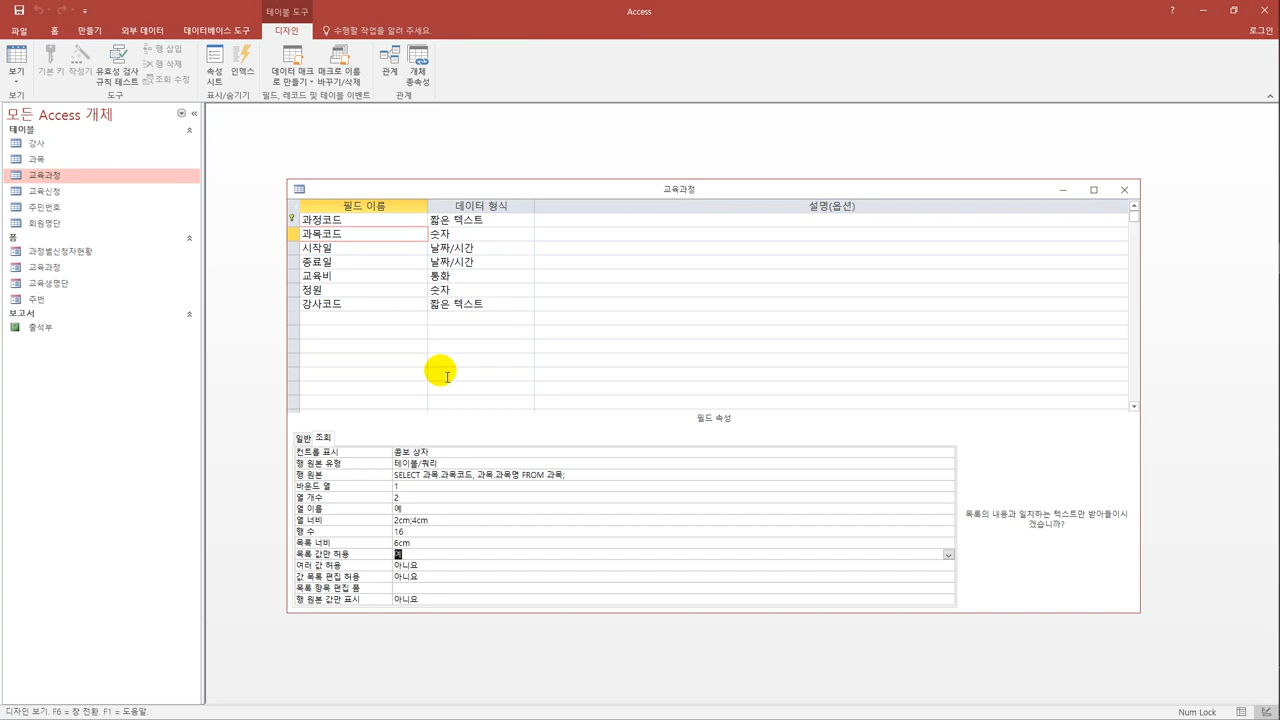 테이블 도구
Access
?
파일
홈
만들기
외부 데이터
데이터베이스 도구
디자인
수행할 작업을 알려 주세요.
로그인
보기
기본 키
작성기
유효성 검사
규칙 테스트
행 삽입
행 삭제
조회 수정
속성
시트
인덱스
데이터 매크
로 만들기
매크로 이름
바꾸기/삭제
관계
개체
종속성
보기
도구
표시/숨기기
필드, 레코드 및 테이블 이벤트
관계
모든 Access 개체
테이블
강사
과목
교육과정
교육신청
주민번호
회원명단
폼
과정별신청자현황
교육과정
교육생명단
주번
보고서
출석부
교육과정
필드 이름 데이터 형식 설명(옵션)
과정코드 짧은 텍스트
과목코드 숫자
시작일 날짜/시간
종료일 날짜/시간
교육비 통화
정원 숫자
강사코드 짧은 텍스트
필드 속성
일반 조회
컨트롤 표시 콤보 상자
행 원본 유형 테이블/쿼리
행 원본 SELECT 과목.과목코드, 과목.과목명 FROM 과목;
바운드 열 1
열 개수 2
열 이름 예
열 너비 2cm;4cm
행 수 16
목록 너비 6cm
목록 값만 허용 예
여러 값 허용 아니요
값 목록 편집 허용 아니요
목록 항목 편집 폼
행 원본 값만 표시 아니요
목록의 내용과 일치하는 텍스트만 받아들이시
겠습니까?
디자인 보기. F6 = 창 전환. F1 = 도움말.
Num Lock